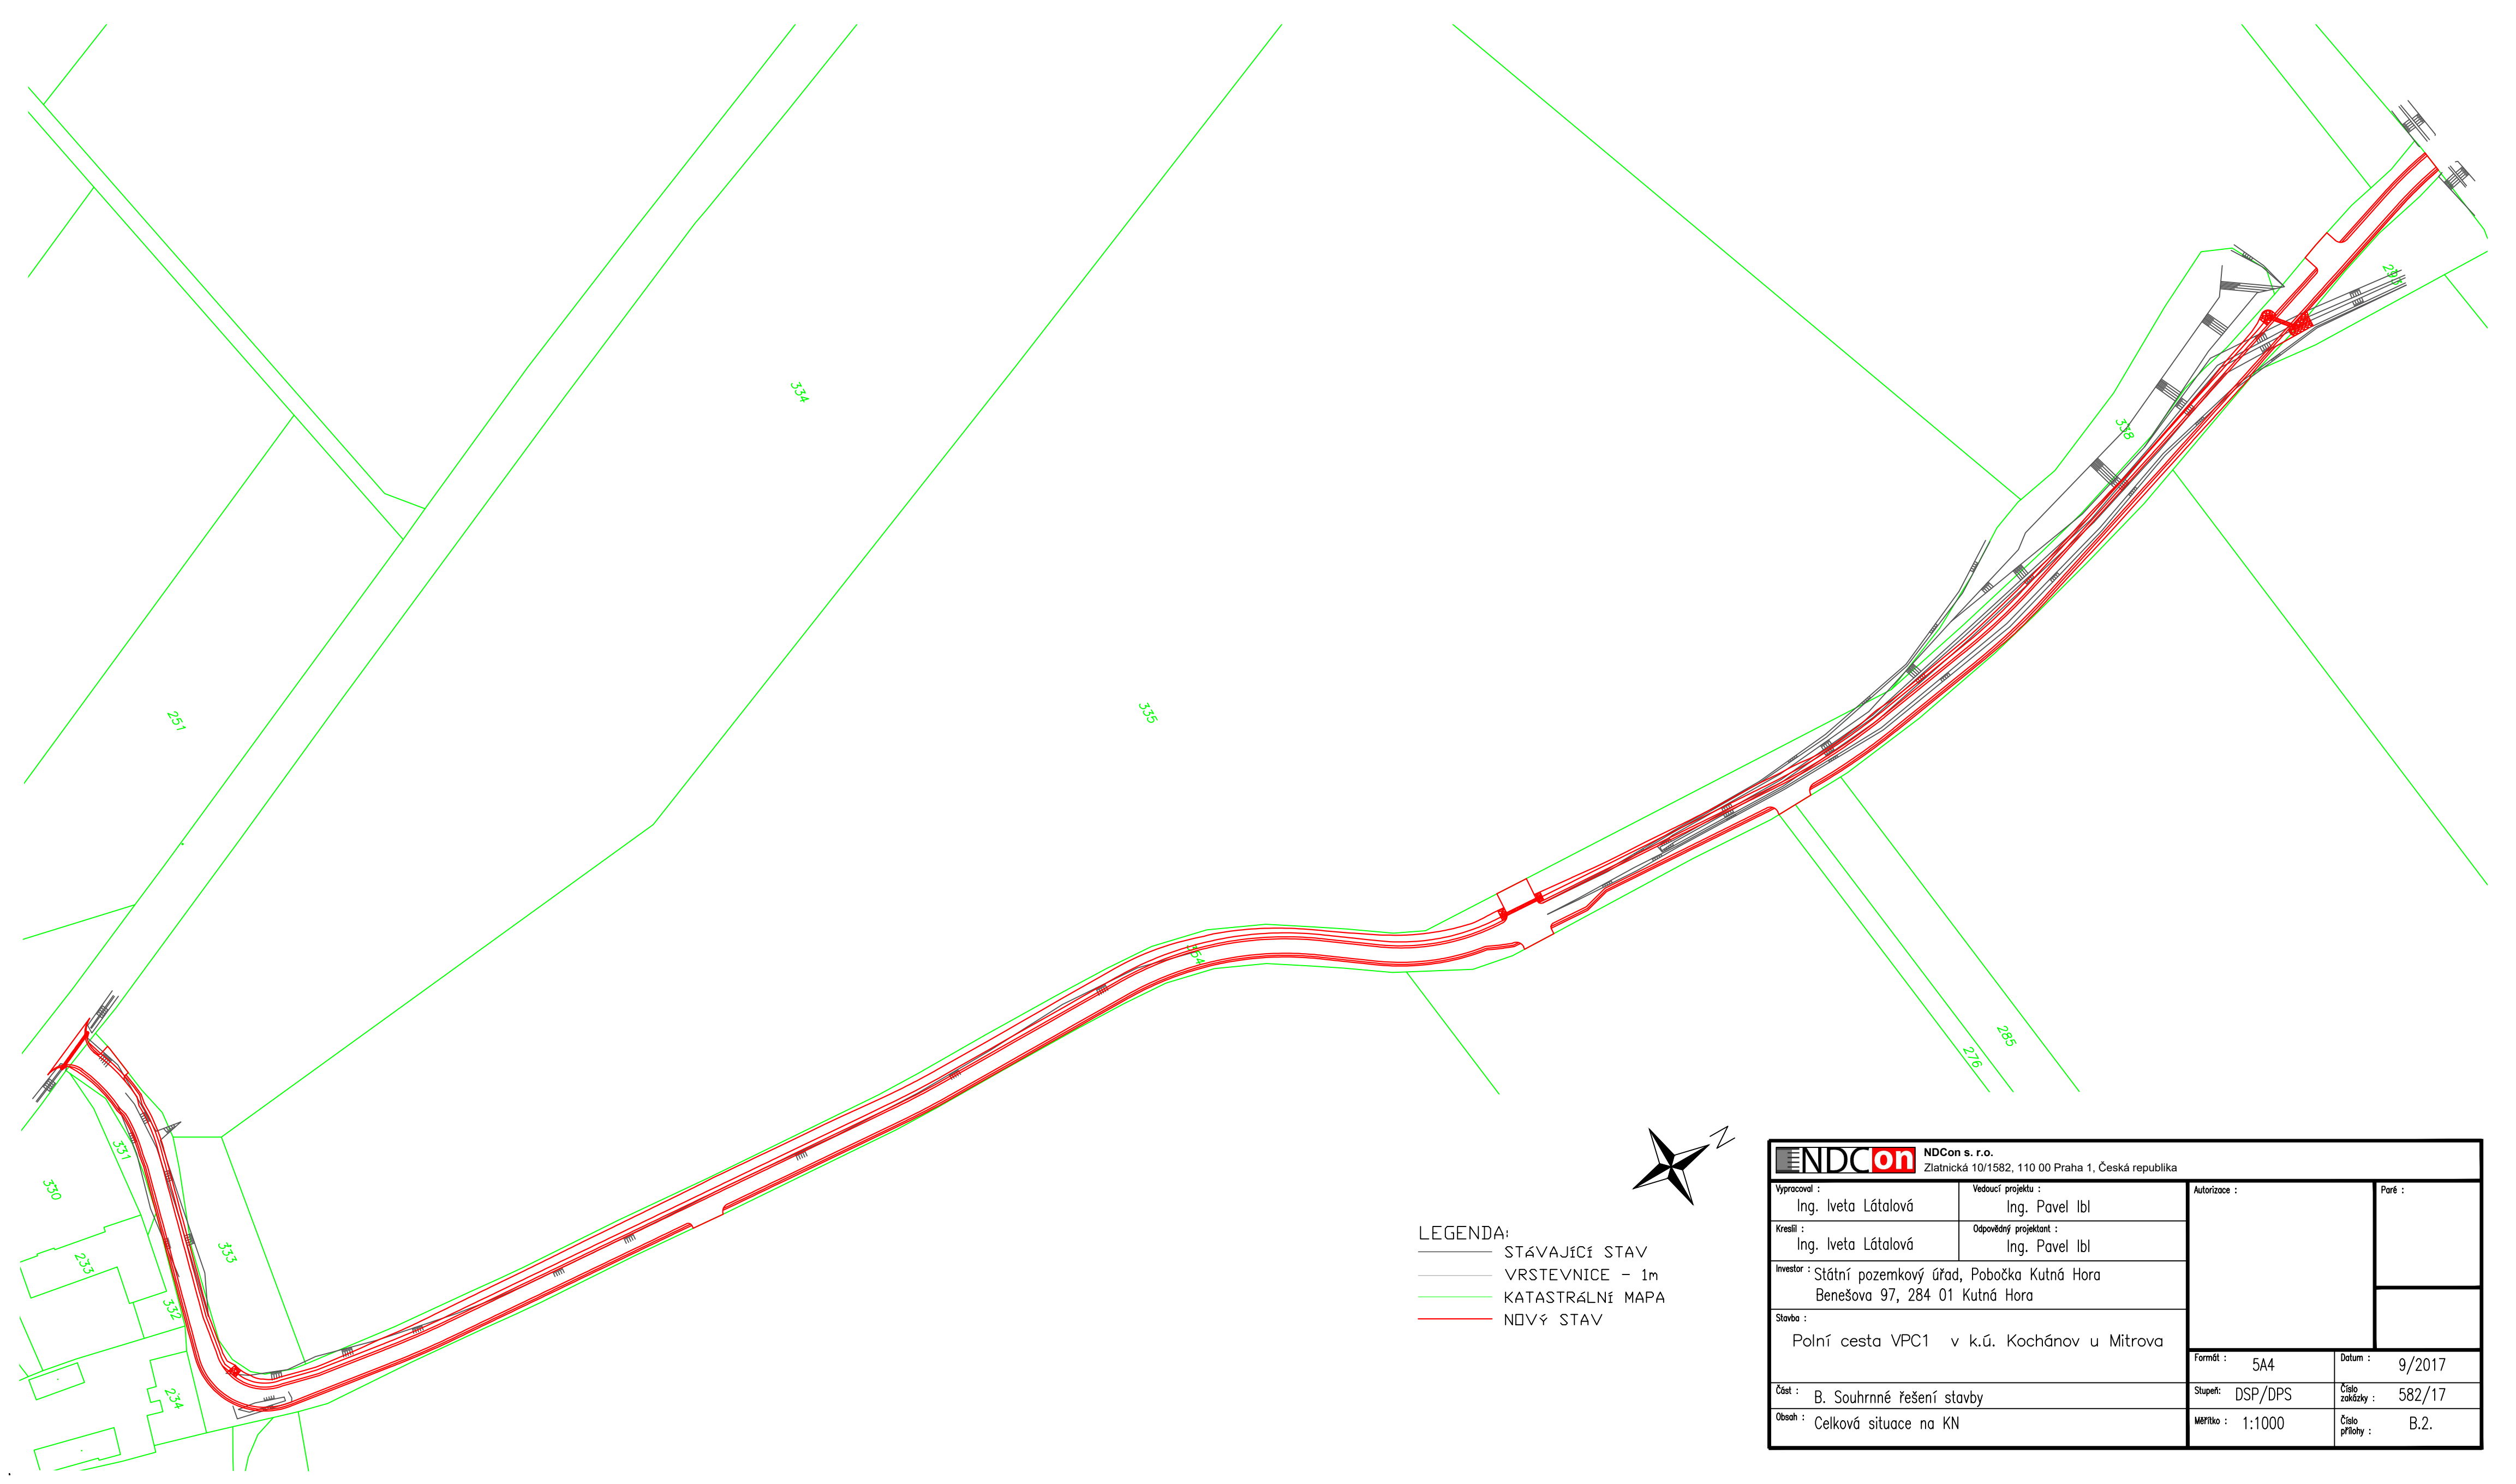 334
335
338
251
285
276
331
330
333
233
332
234
N
LEGENDA:
STÁVAJÍCÍ STAV
VRSTEVNICE - 1m
KATASTRÁLNÍ MAPA
NOVÝ STAV
NDCon
NDCon s. r.o.
Zlatnická 10/1582, 110 00 Praha 1, Česká republika
Vypracoval :
Ing. Iveta Látalová
Vedoucí projektu :
Ing. Pavel Ibl
Autorizace :
Paré :
Kreslil :
Ing. Iveta Látalová
Odpovědný projektant :
Ing. Pavel Ibl
Investor :
Státní pozemkový úřad, Pobočka Kutná Hora
Benešova 97, 284 01 Kutná Hora
Stavba :
Polní cesta VPC1 v k.ú. Kochánov u Mitrova
Formát :
5A4
Datum :
9/2017
Část :
B. Souhrnné řešení stavby
Stupeň:
DSP/DPS
Číslo
zakázky :
582/17
Obsah :
Celková situace na KN
Měřítko :
1:1000
Číslo
přílohy :
B.2.